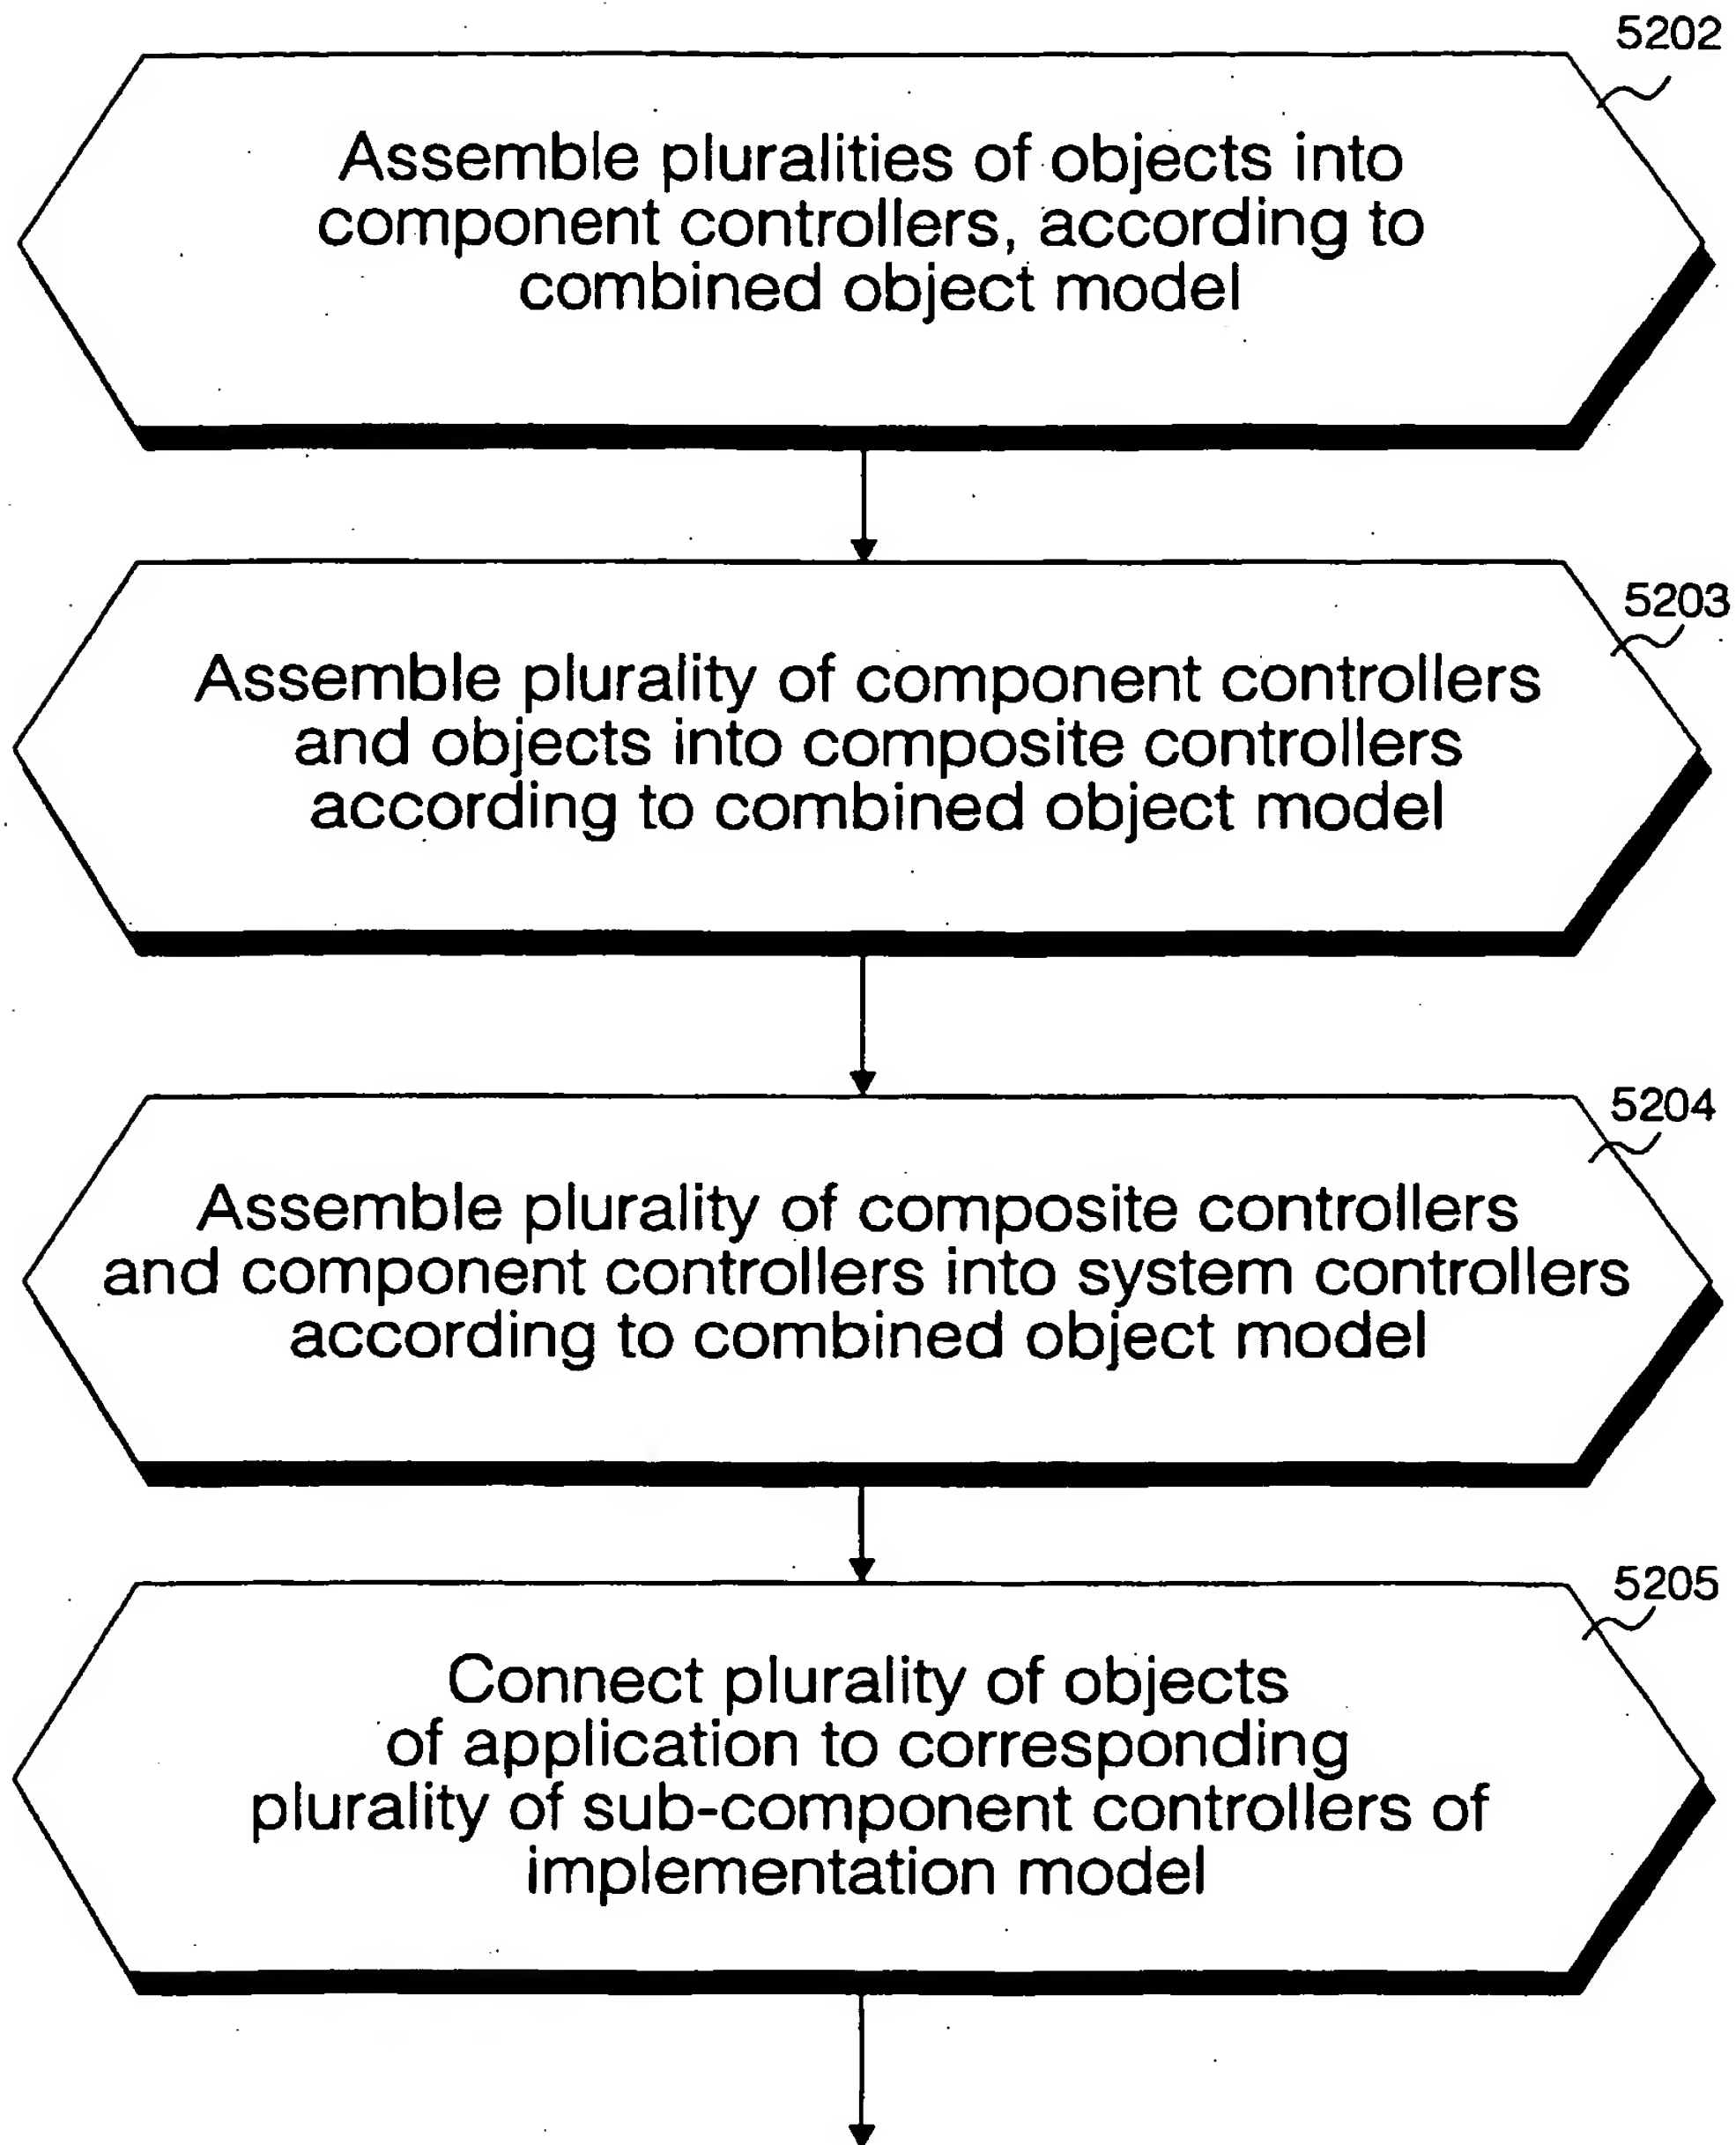 5202
Assemble pluralities of objects into
component controllers, according to
combined object model
5203
Assemble plurality of component controllers
and objects into composite controllers
according to combined object model
5204
Assemble plurality of composite controllers
and component controllers into system controllers
according to combined object model
5205
Connect plurality of objects
of application to corresponding
plurality of sub-component controllers of
implementation model